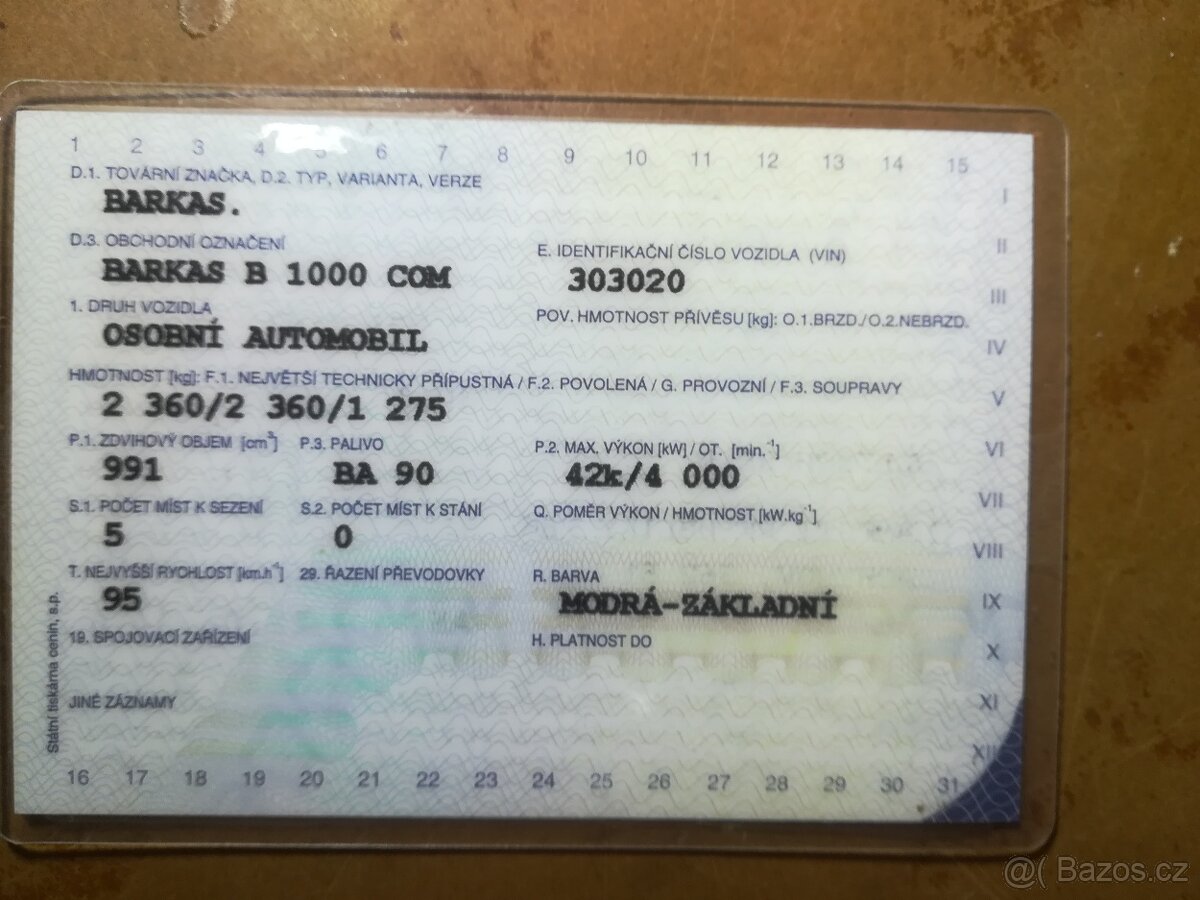 1 2 3 4 5 6 7 8 9 10 11 12 13 14 15
D.1. TOVÁRNÍ ZNAČKA, D.2. TYP, VARIANTA, VERZE
BARKAS.
I
D.3. OBCHODNÍ OZNAČENÍ
E. IDENTIFIKAČNÍ ČÍSLO VOZIDLA (VIN)
II
BARKAS B 1000 COM
303020
III
1. DRUH VOZIDLA
POV. HMOTNOST PŘÍVĚSU [kg]: O.1.BRZD./O.2.NEBRZD.
OSOBNÍ AUTOMOBIL
IV
HMOTNOST [kg]: F.1. NEJVĚTŠÍ TECHNICKY PŘÍPUSTNÁ / F.2. POVOLENÁ / G. PROVOZNÍ / F.3. SOUPRAVY
2 360/2 360/1 275
V
P.1. ZDVIHOVÝ OBJEM [cm³]
P.3. PALIVO
P.2. MAX. VÝKON [kW] / OT. [min.⁻¹]
VI
991
BA 90
42k/4 000
S.1. POČET MÍST K SEZENÍ
S.2. POČET MÍST K STÁNÍ
Q. POMĚR VÝKON / HMOTNOST [kW.kg⁻¹]
VII
5
0
VIII
T. NEJVYŠŠÍ RYCHLOST [km.h⁻¹]
29. ŘAZENÍ PŘEVODOVKY
R. BARVA
95
MODRÁ-ZÁKLADNÍ
IX
19. SPOJOVACÍ ZAŘÍZENÍ
H. PLATNOST DO
X
JINÉ ZÁZNAMY
XI
XII
Státní tiskárna cenin, s.p.
16 17 18 19 20 21 22 23 24 25 26 27 28 29 30 31
@( Bazos.cz